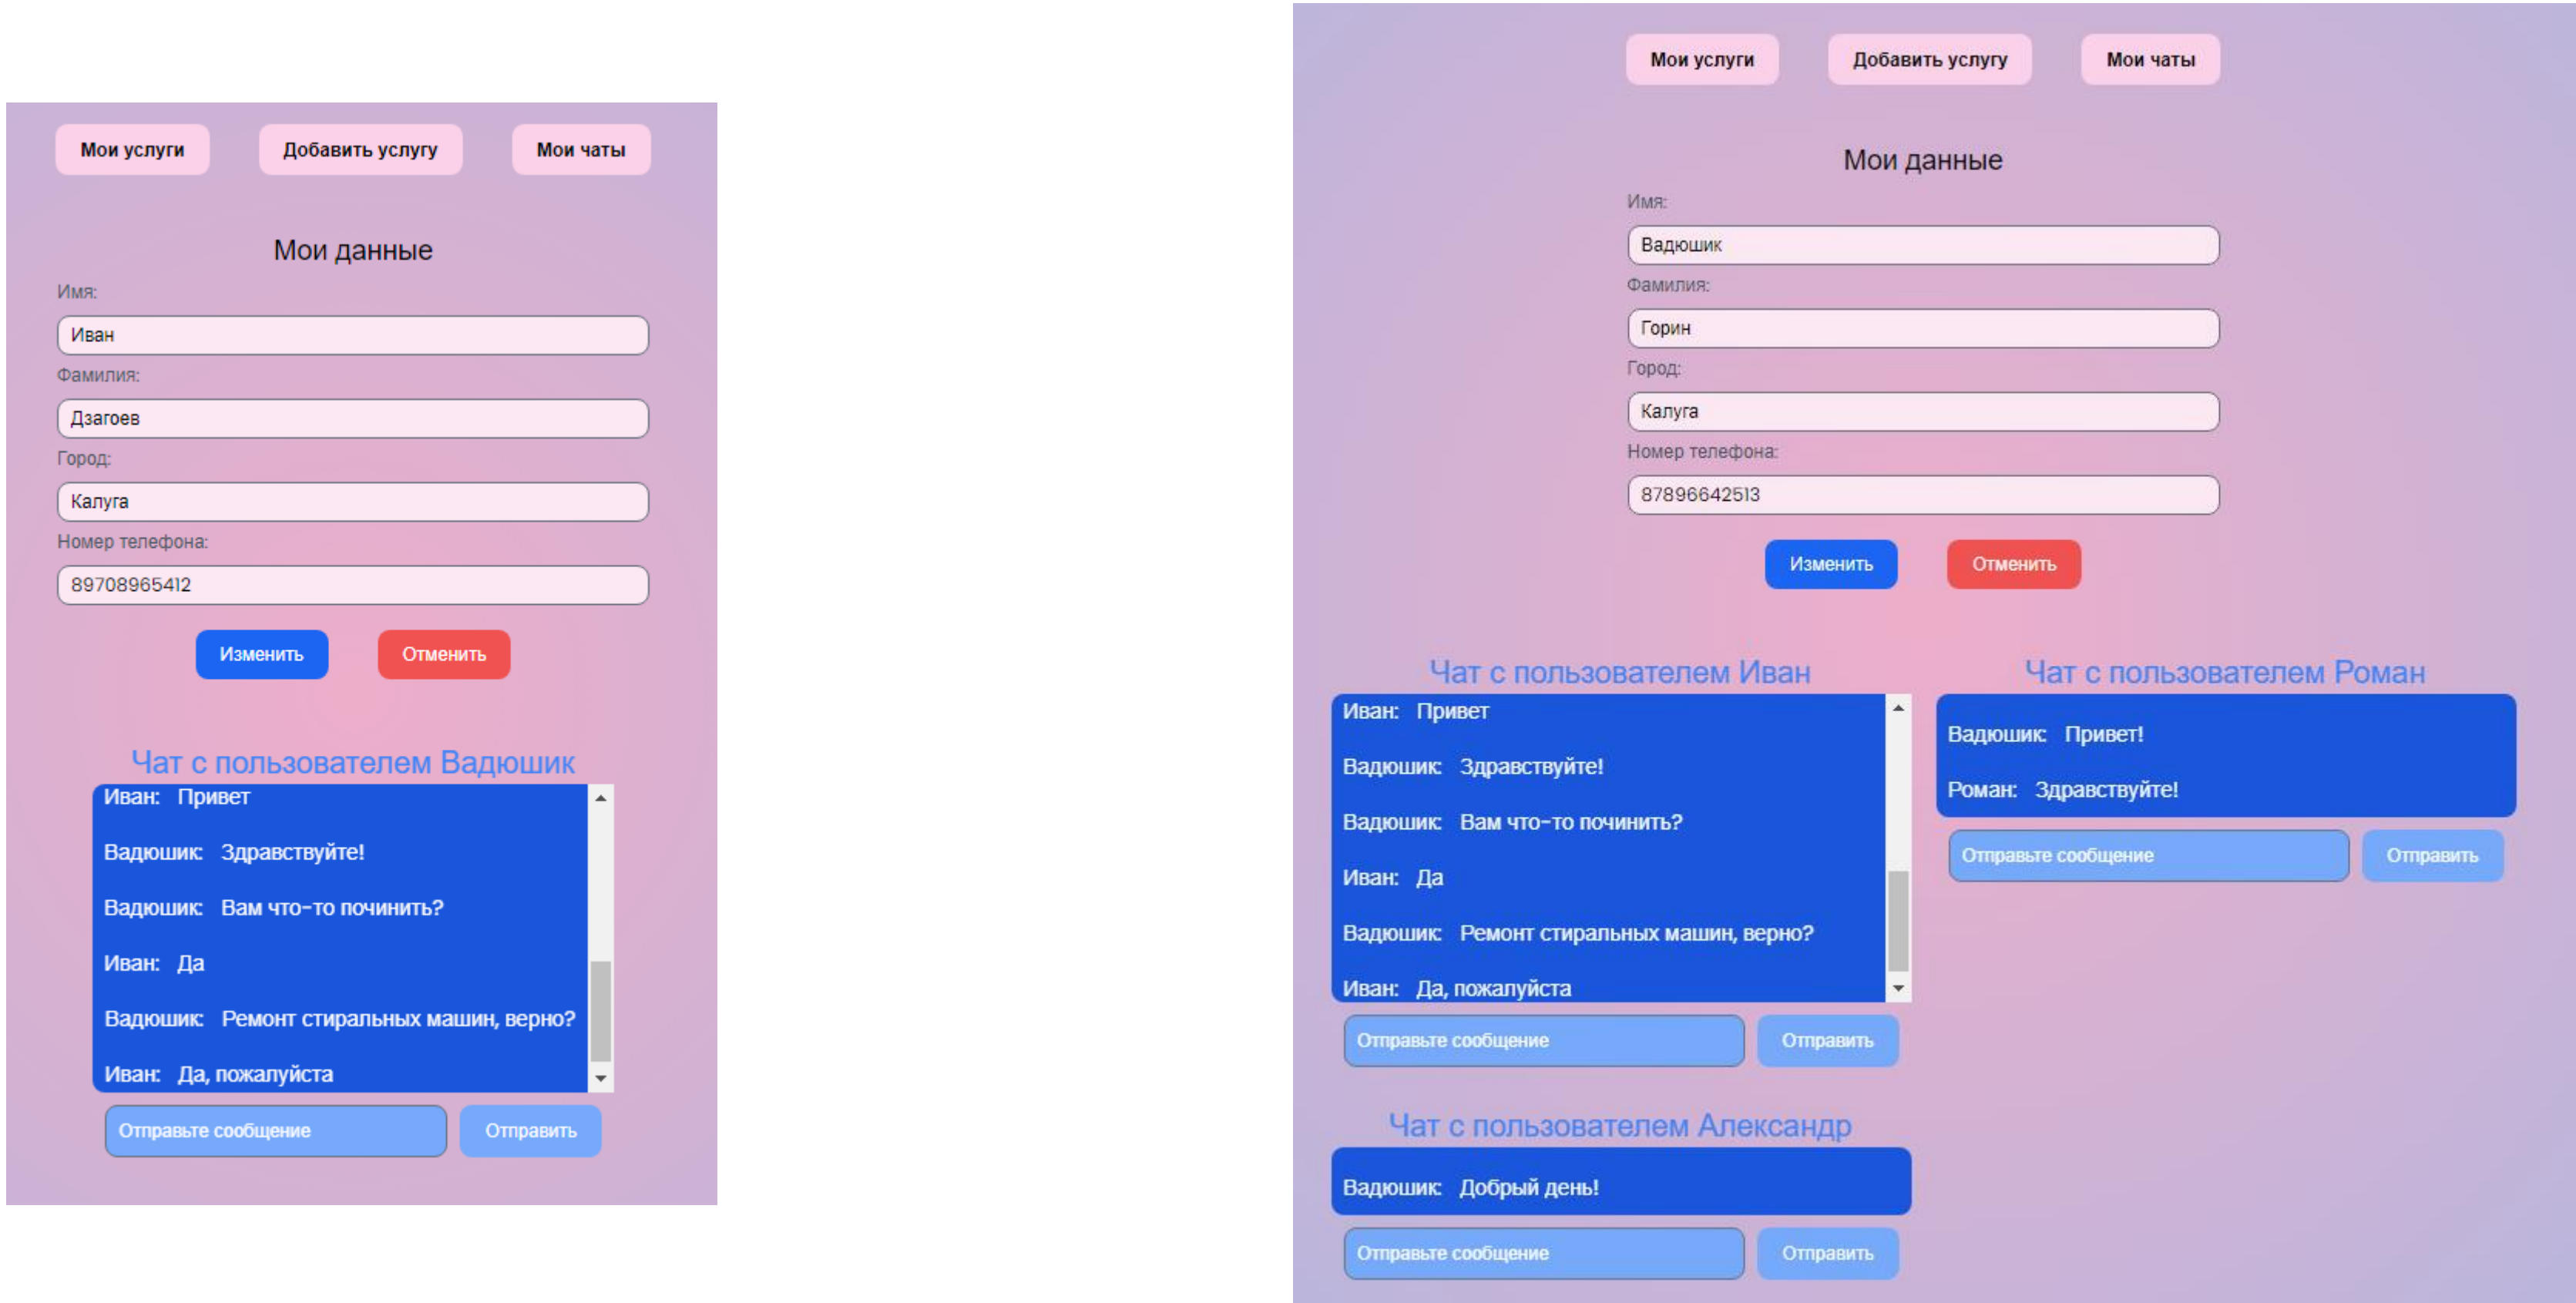 Мои услуги Добавить услугу Мои чаты
Мои данные
Имя:
Иван
Фамилия:
Дзагоев
Город:
Калуга
Номер телефона:
89708965412
Изменить Отменить
Чат с пользователем Вадюшик
Иван: Привет
Вадюшик: Здравствуйте!
Вадюшик: Вам что-то починить?
Иван: Да
Вадюшик: Ремонт стиральных машин, верно?
Иван: Да, пожалуйста
Отправьте сообщение Отправить
Мои услуги Добавить услугу Мои чаты
Мои данные
Имя:
Вадюшик
Фамилия:
Горин
Город:
Калуга
Номер телефона:
87896642513
Изменить Отменить
Чат с пользователем Иван
Иван: Привет
Вадюшик: Здравствуйте!
Вадюшик: Вам что-то починить?
Иван: Да
Вадюшик: Ремонт стиральных машин, верно?
Иван: Да, пожалуйста
Отправьте сообщение Отправить
Чат с пользователем Роман
Вадюшик: Привет!
Роман: Здравствуйте!
Отправьте сообщение Отправить
Чат с пользователем Александр
Вадюшик: Добрый день!
Отправьте сообщение Отправить